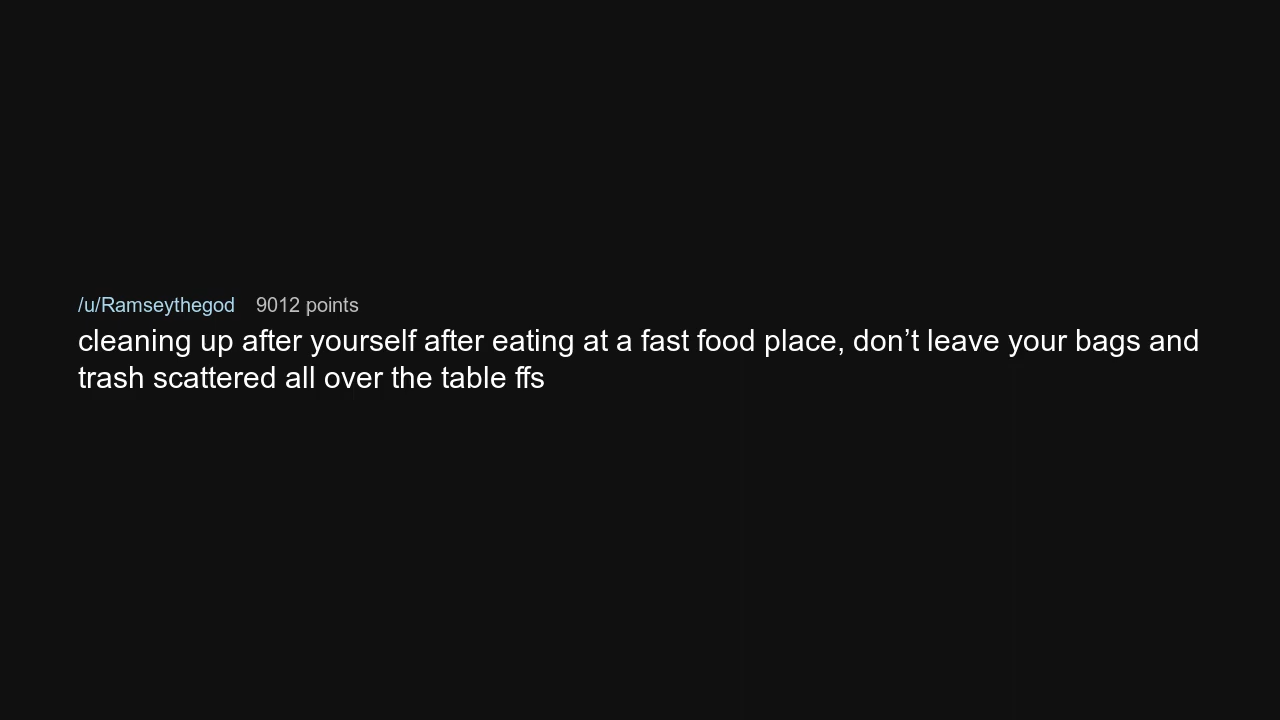 /u/Ramseythegod 9012 points
cleaning up after yourself after eating at a fast food place, don’t leave your bags and
trash scattered all over the table ffs